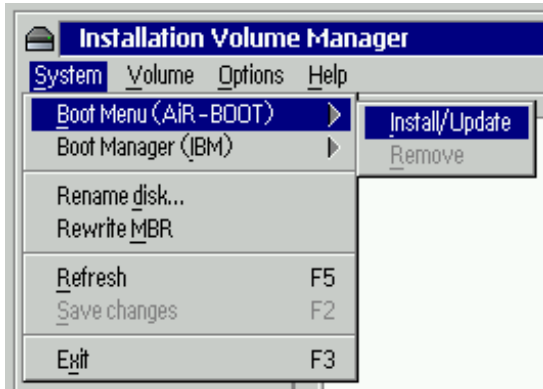 Installation Volume Manager
System Volume Options Help
Boot Menu (AiR-BOOT)
Install/Update
Boot Manager (IBM)
Remove
Rename disk...
Rewrite MBR
Refresh F5
Save changes F2
Exit F3